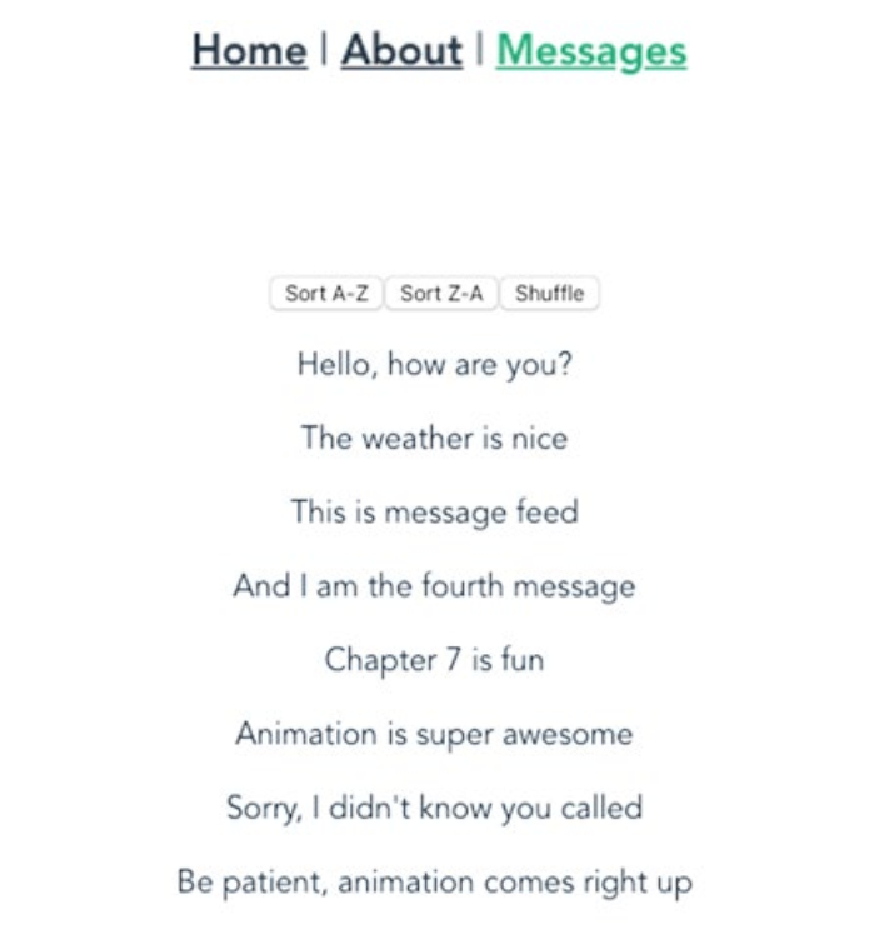 Home | About | Messages
Sort A-Z Sort Z-A Shuffle
Hello, how are you?
The weather is nice
This is message feed
And I am the fourth message
Chapter 7 is fun
Animation is super awesome
Sorry, I didn't know you called
Be patient, animation comes right up